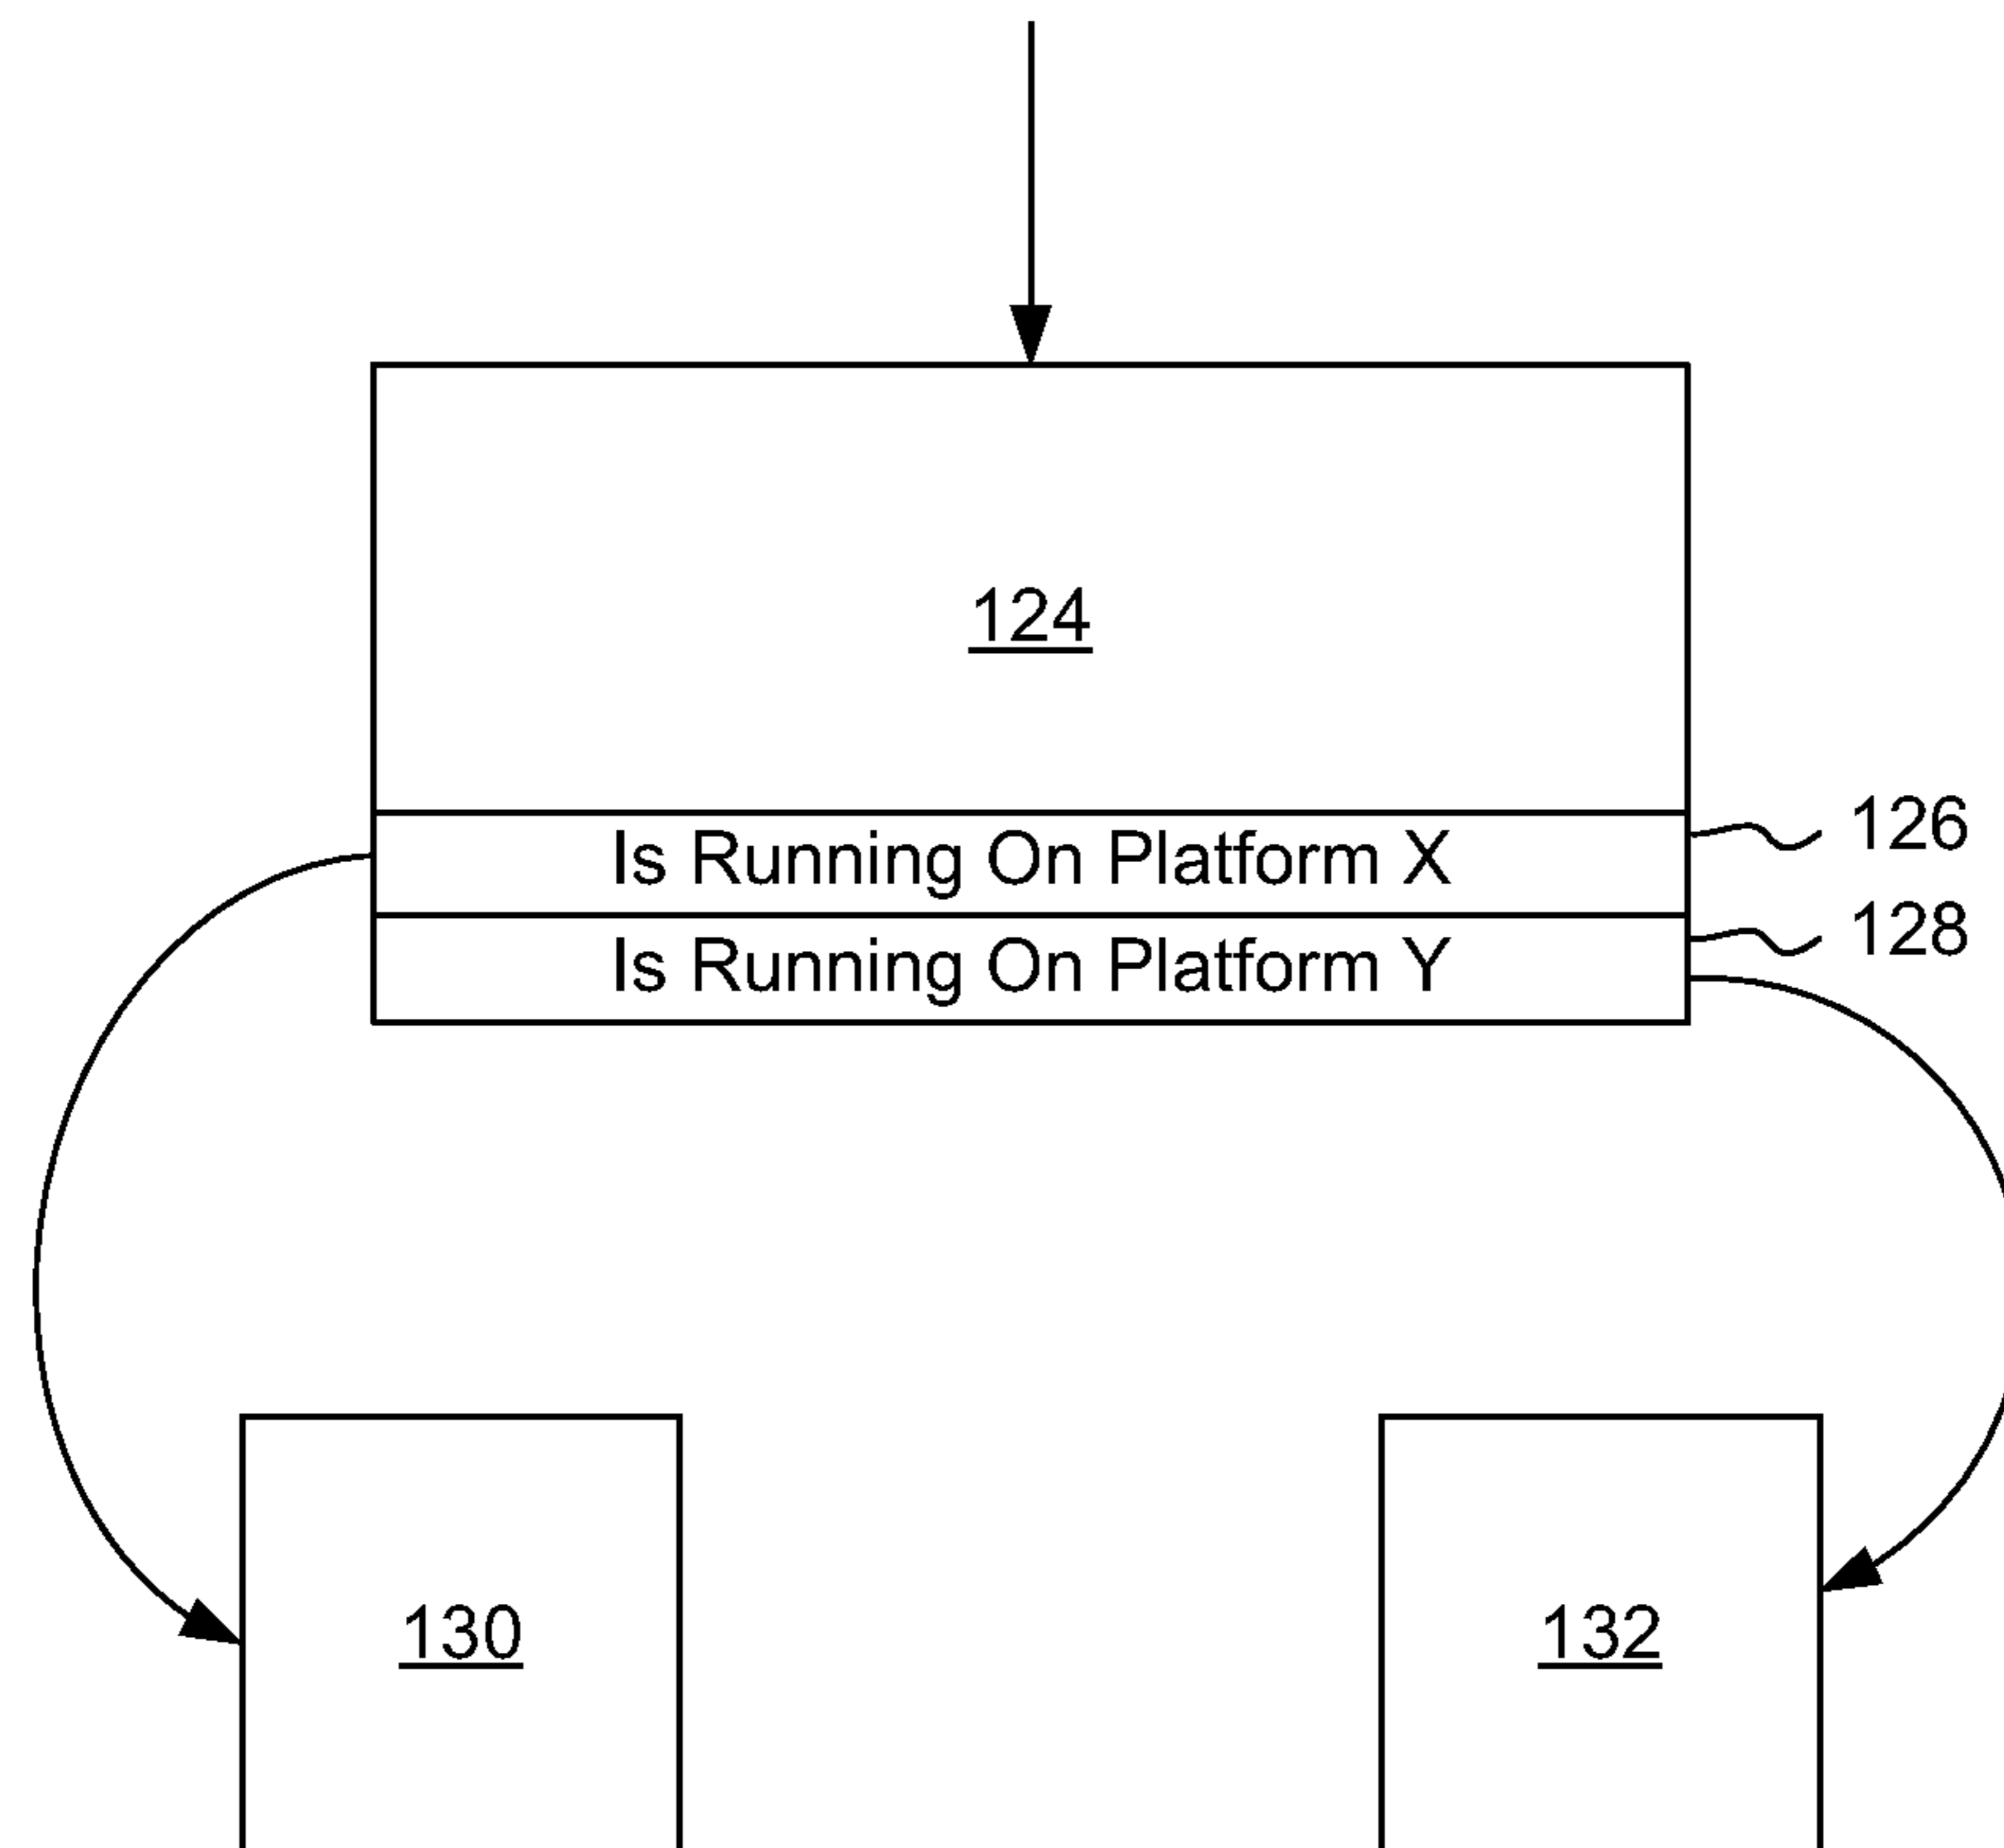 124
Is Running On Platform X
126
Is Running On Platform Y
128
130
132